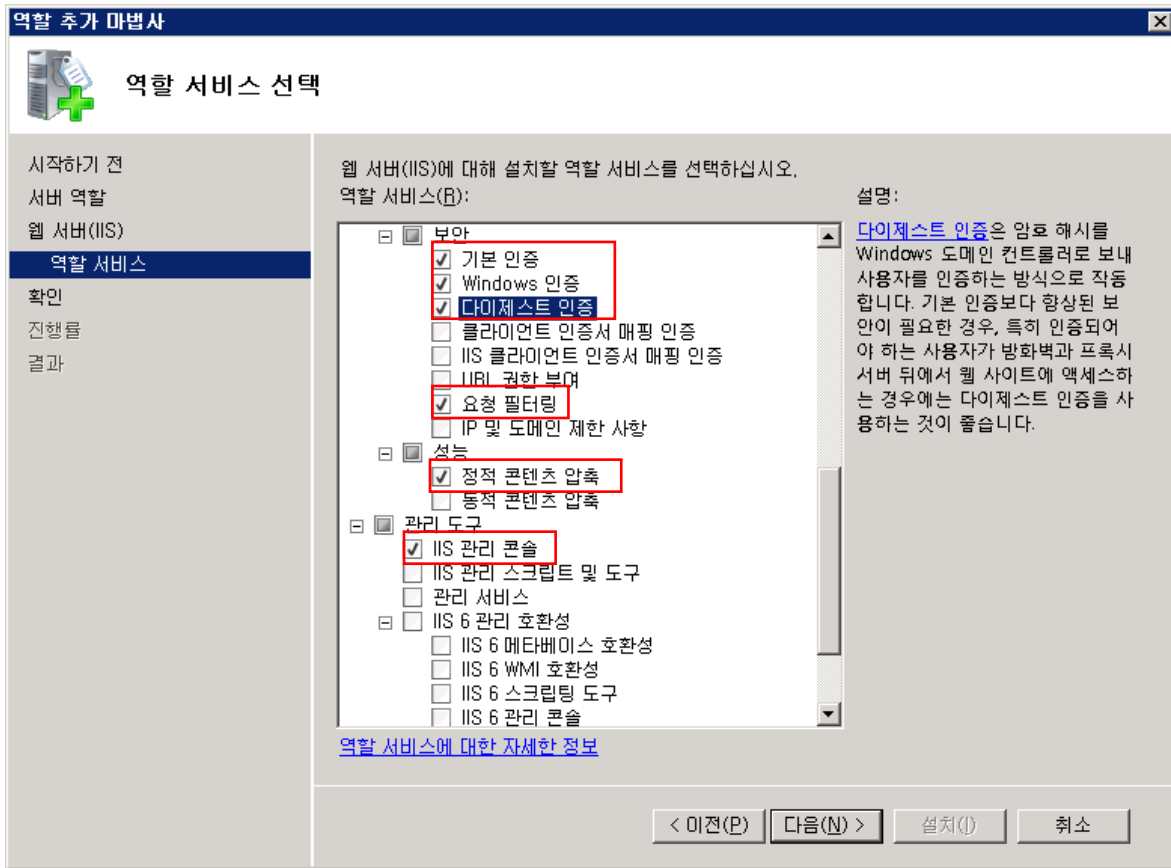 역할 추가 마법사
역할 서비스 선택
시작하기 전
서버 역할
웹 서버(IIS)
역할 서비스
확인
진행률
결과
웹 서버(IIS)에 대해 설치할 역할 서비스를 선택하십시오.
역할 서비스(R):
보안
기본 인증
Windows 인증
다이제스트 인증
클라이언트 인증서 매핑 인증
IIS 클라이언트 인증서 매핑 인증
URL 권한 부여
요청 필터링
IP 및 도메인 제한 사항
성능
정적 콘텐츠 압축
동적 콘텐츠 압축
관리 도구
IIS 관리 콘솔
IIS 관리 스크립트 및 도구
관리 서비스
IIS 6 관리 호환성
IIS 6 메타베이스 호환성
IIS 6 WMI 호환성
IIS 6 스크립팅 도구
IIS 6 관리 콘솔
역할 서비스에 대한 자세한 정보
설명:
다이제스트 인증은 암호 해시를
Windows 도메인 컨트롤러로 보내
사용자를 인증하는 방식으로 작동
합니다. 기본 인증보다 향상된 보
안이 필요한 경우, 특히 인증되어
야 하는 사용자가 방화벽과 프록시
서버 뒤에서 웹 사이트에 액세스하
는 경우에는 다이제스트 인증을 사
용하는 것이 좋습니다.
< 이전(P)
다음(N) >
설치(I)
취소